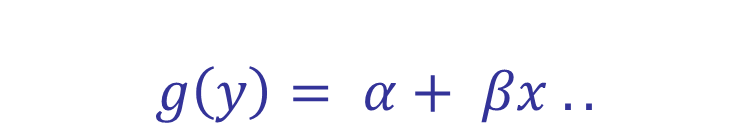 g(y) = α + βx ..